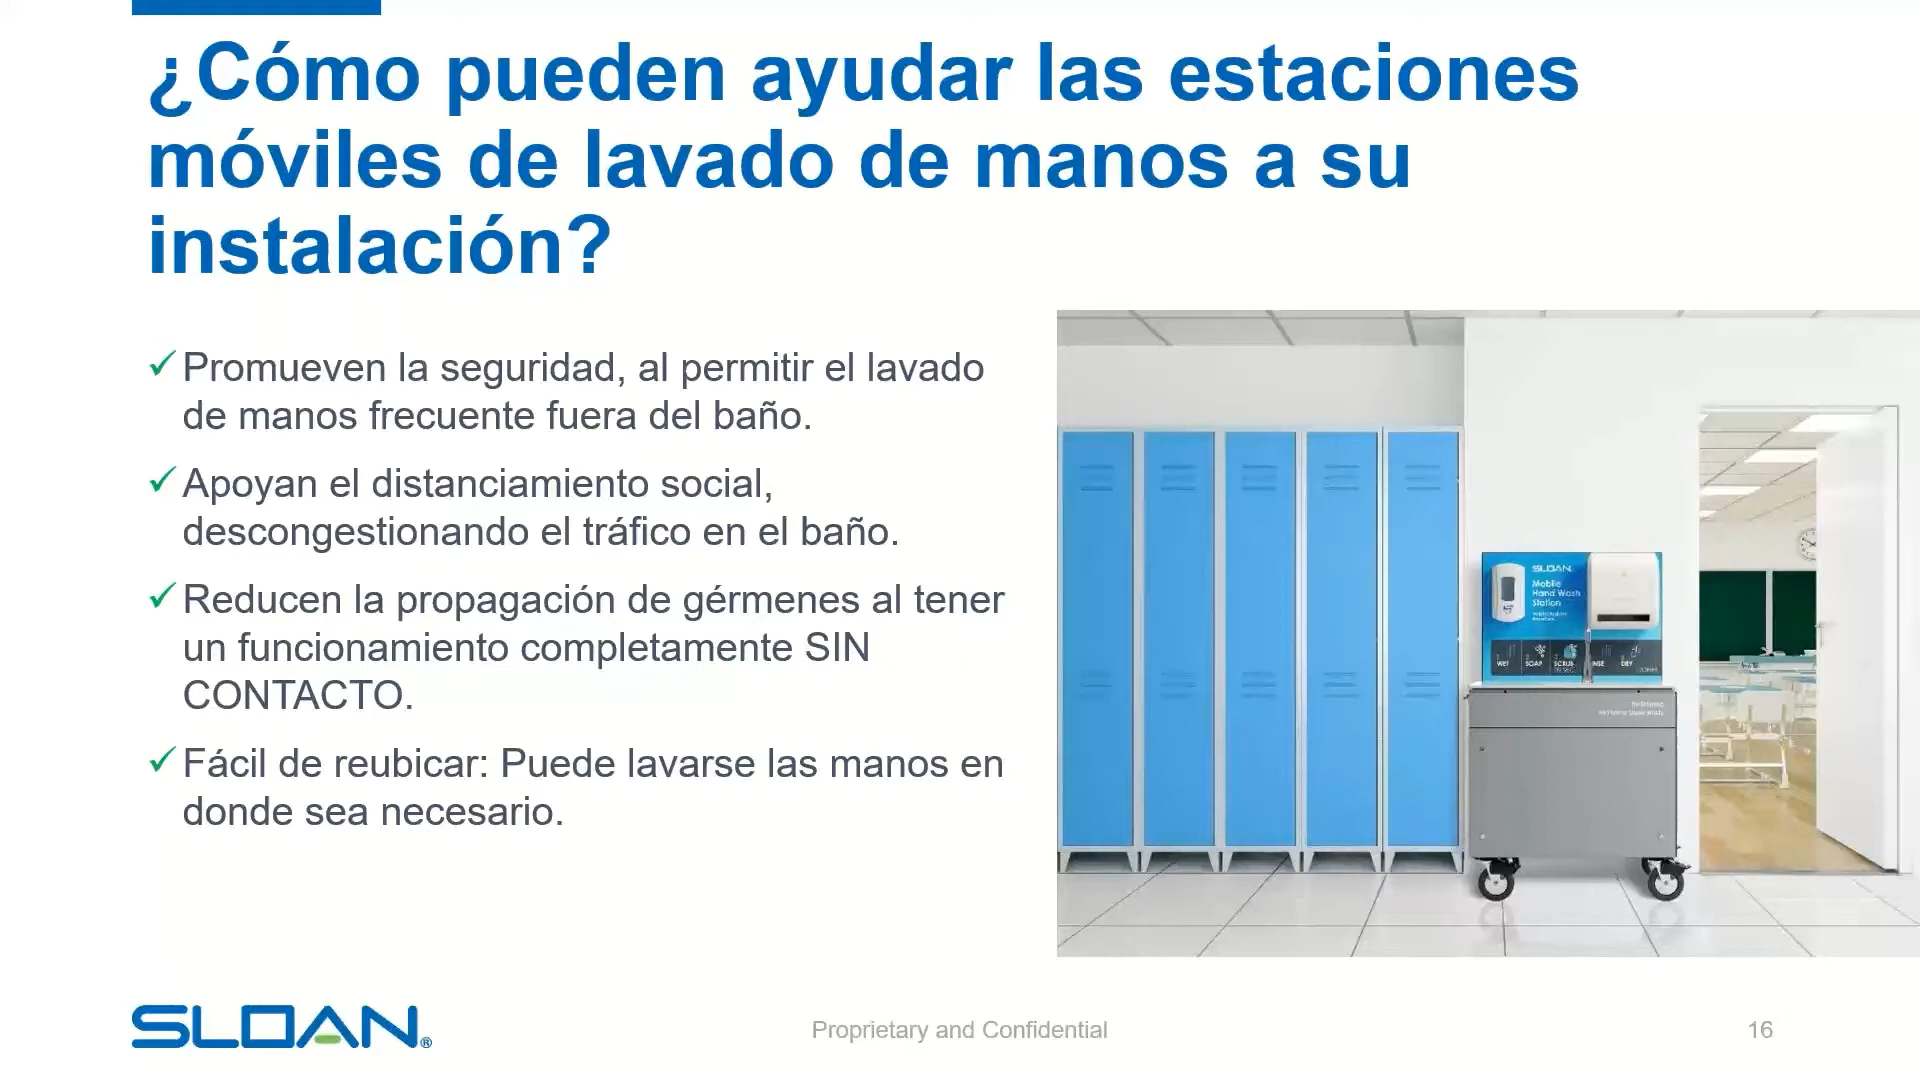 ¿Cómo pueden ayudar las estaciones
móviles de lavado de manos a su
instalación?
Promueven la seguridad, al permitir el lavado
de manos frecuente fuera del baño.
Apoyan el distanciamiento social,
descongestionando el tráfico en el baño.
Reducen la propagación de gérmenes al tener
un funcionamiento completamente SIN
CONTACTO.
Fácil de reubicar: Puede lavarse las manos en
donde sea necesario.
SLOAN
Mobile
Hand Wash
Station
WET SOAP SCRUB DRY
SLOAN®
Proprietary and Confidential
16